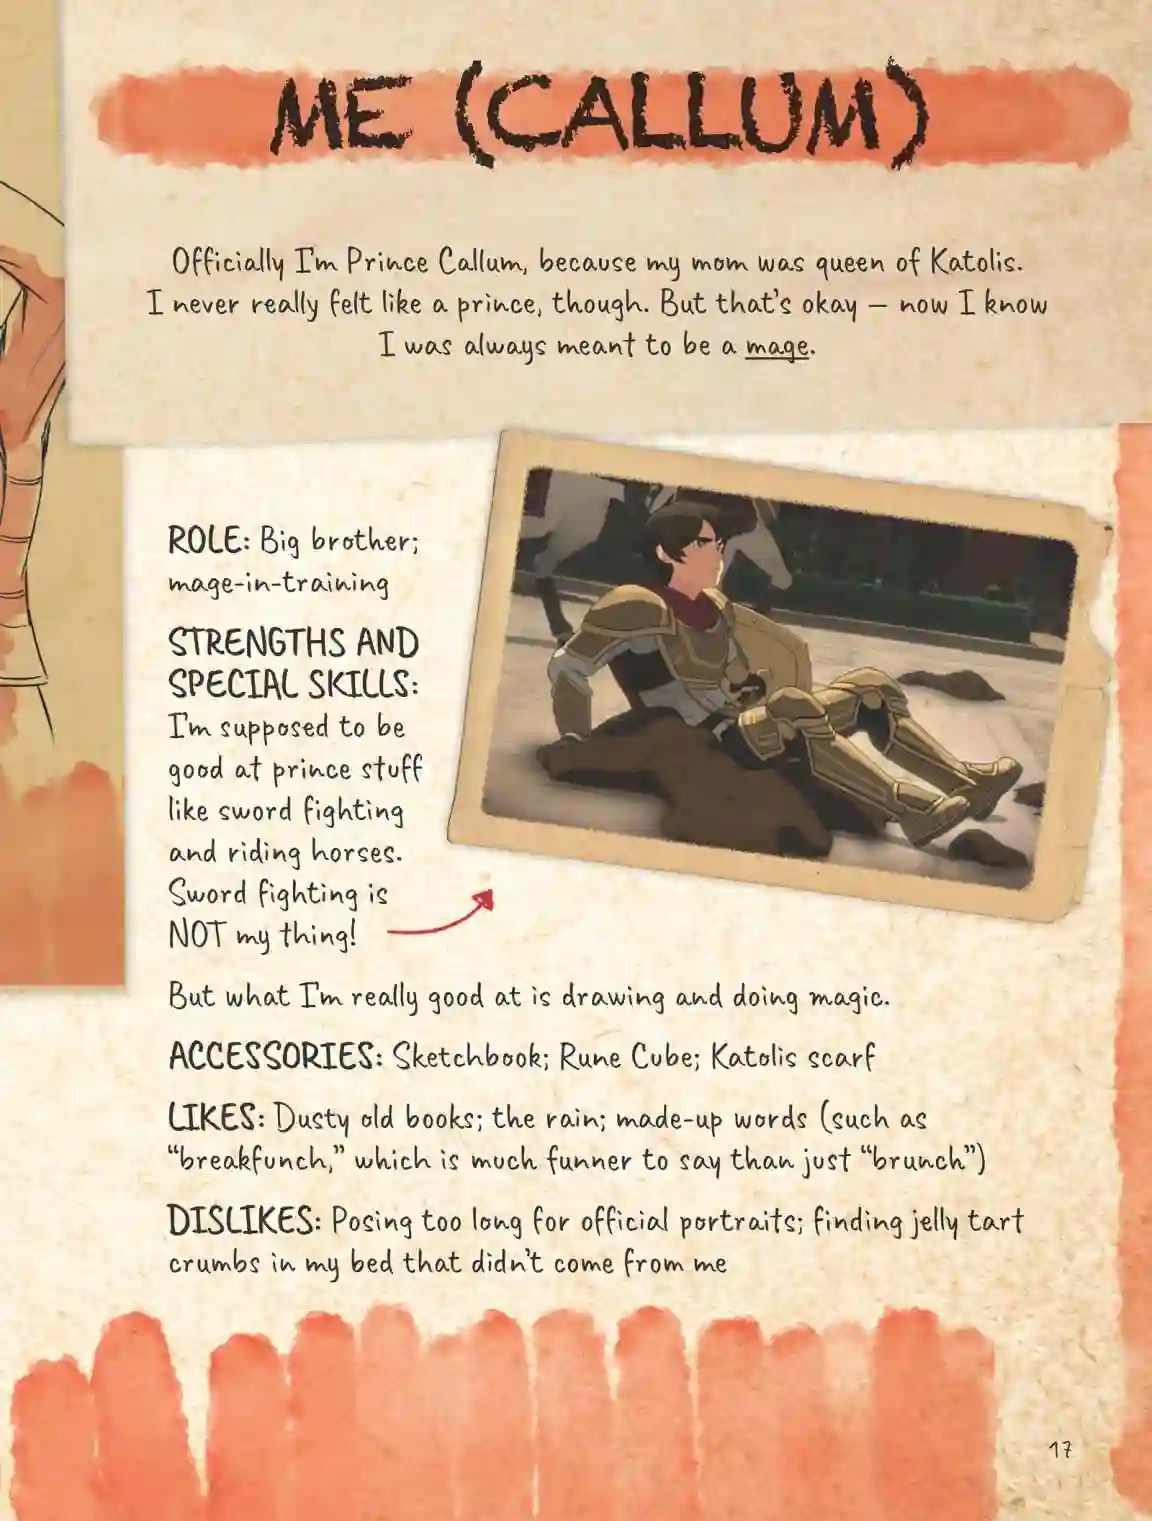 ME (CALLUM)
Officially I'm Prince Callum, because my mom was queen of Katolis.
I never really felt like a prince, though. But that's okay – now I know
I was always meant to be a mage.
ROLE: Big brother;
mage-in-training
STRENGTHS AND
SPECIAL SKILLS:
I'm supposed to be
good at prince stuff
like sword fighting
and riding horses.
Sword fighting is
NOT my thing!
But what I'm really good at is drawing and doing magic.
ACCESSORIES: Sketchbook; Rune Cube; Katolis scarf
LIKES: Dusty old books; the rain; made-up words (such as
“breakfunch,” which is much funner to say than just “brunch”)
DISLIKES: Posing too long for official portraits; finding jelly tart
crumbs in my bed that didn't come from me
17